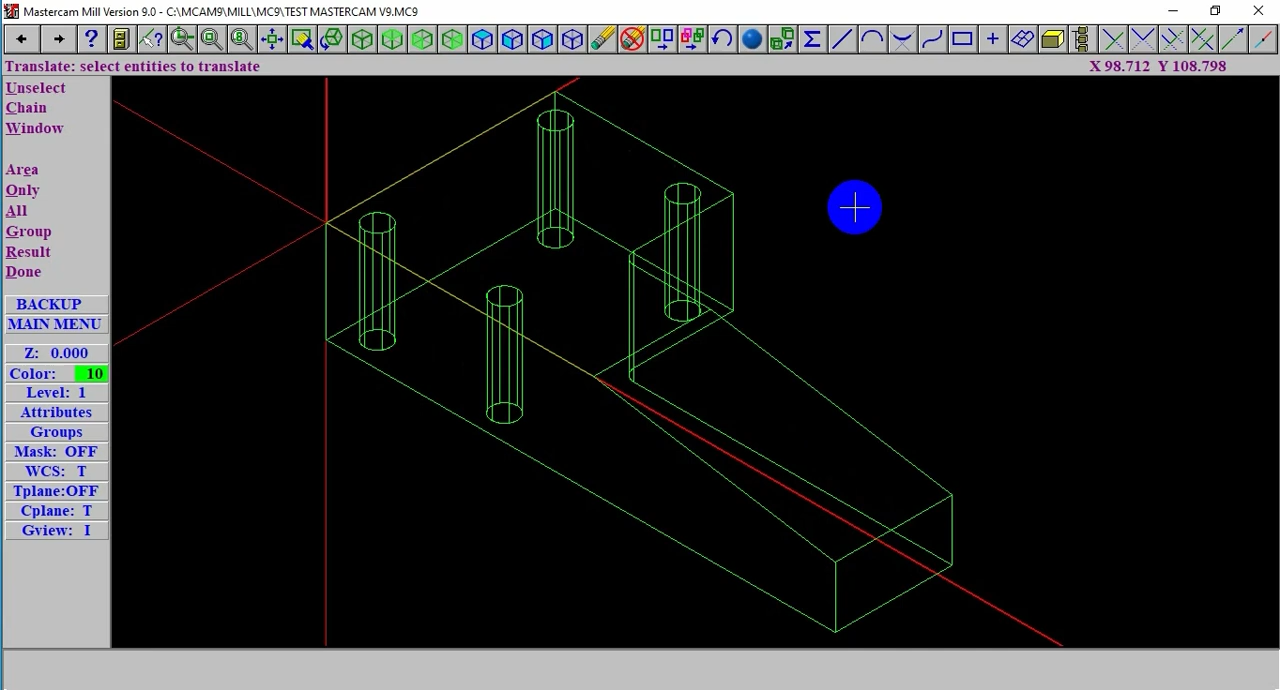 Mastercam Mill Version 9.0 - C:\MCAM9\MILL\MC9\TEST MASTERCAM V9.MC9
Translate: select entities to translate
X 98.712 Y 108.798
Unselect
Chain
Window
Area
Only
All
Group
Result
Done
BACKUP
MAIN MENU
Z: 0.000
Color: 10
Level: 1
Attributes
Groups
Mask: OFF
WCS: T
Tplane:OFF
Cplane: T
Gview: I